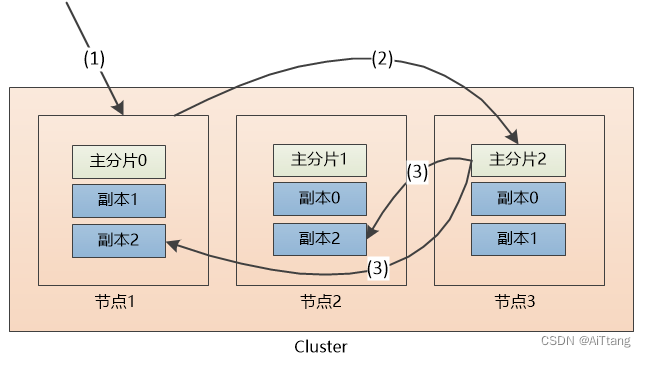 (1)
(2)
主分片0
副本1
副本2
节点1
主分片1
副本0
副本2
节点2
主分片2
副本0
副本1
节点3
(3)
(3)
Cluster
CSDN @AiTtang